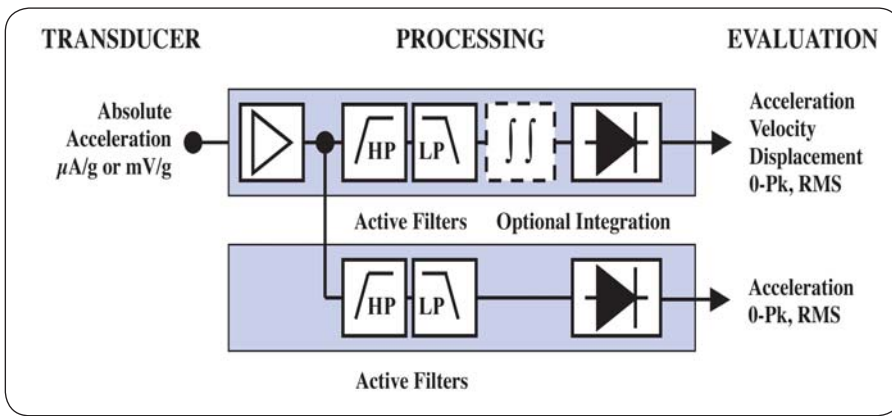 TRANSDUCER PROCESSING EVALUATION
Absolute
Acceleration
µA/g or mV/g
HP LP ∫∫
Acceleration
Velocity
Displacement
0-Pk, RMS
Active Filters Optional Integration
HP LP
Acceleration
0-Pk, RMS
Active Filters